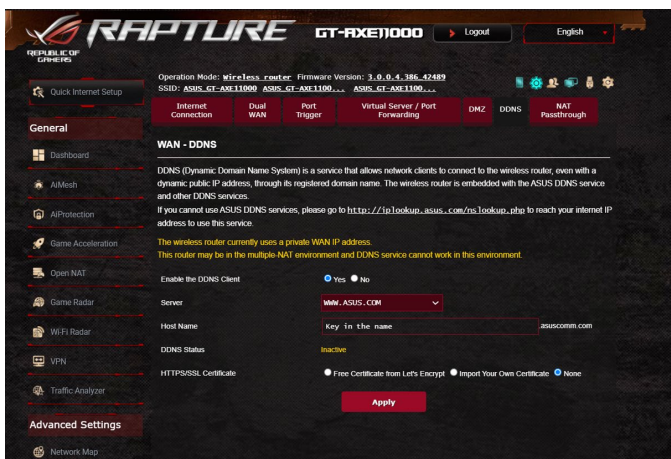 RAPTURE
REPUBLIC OF
GAMERS
GT-AXE11000
Logout
English
Quick Internet Setup
Operation Mode: Wireless router Firmware Version: 3.0.0.4.386_42489
SSID: ASUS_GT-AXE11000 ASUS_GT-AXE1100... ASUS_GT-AXE1100...
Internet Connection
Dual WAN
Port Trigger
Virtual Server / Port Forwarding
DMZ
DDNS
NAT Passthrough
General
Dashboard
AiMesh
AiProtection
Game Acceleration
Open NAT
Game Radar
Wi-Fi Radar
VPN
Traffic Analyzer
Advanced Settings
Network Map
WAN - DDNS
DDNS (Dynamic Domain Name System) is a service that allows network clients to connect to the wireless router, even with a
dynamic public IP address, through its registered domain name. The wireless router is embedded with the ASUS DDNS service
and other DDNS services.
If you cannot use ASUS DDNS services, please go to http://iplookup.asus.com/nslookup.php to reach your internet IP
address to use this service.
The wireless router currently uses a private WAN IP address.
This router may be in the multiple-NAT environment and DDNS service cannot work in this environment.
Enable the DDNS Client Yes No
Server WWW.ASUS.COM
Host Name Key in the name .asuscomm.com
DDNS Status Inactive
HTTPS/SSL Certificate Free Certificate from Let's Encrypt Import Your Own Certificate None
Apply